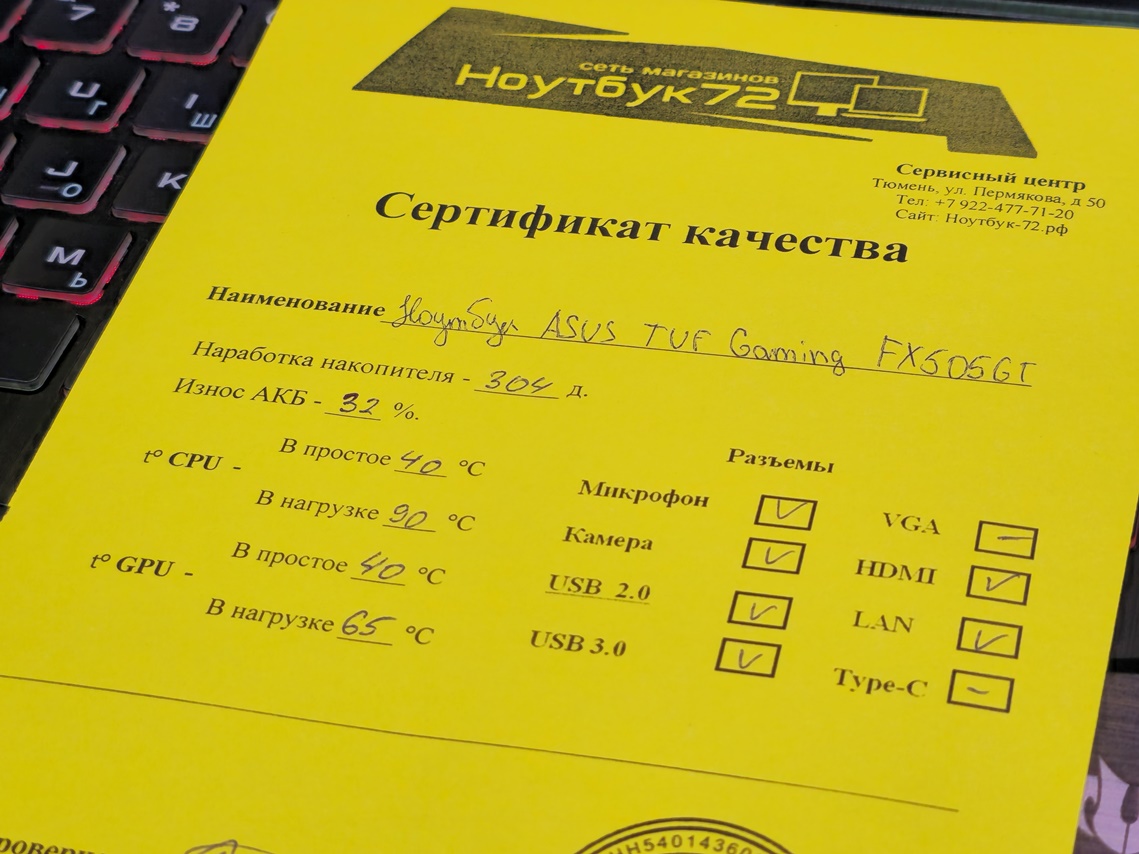 7
* 8
U Г
I Ш
J О
К
М Ь
сеть магазинов
Ноутбук72
Сервисный центр
Тюмень, ул. Пермякова, д 50
Тел: +7 922-477-71-20
Сайт: Ноутбук-72.рф
Сертификат качества
Наименование Ноутбук ASUS TUF Gaming FX505GT
Наработка накопителя - 304 д.
Износ АКБ - 32 %.
t° CPU -
В простое 40 °C
В нагрузке 90 °C
t° GPU -
В простое 40 °C
В нагрузке 65 °C
Разъемы
Микрофон ✓
Камера ✓
USB 2.0 ✓
USB 3.0 ✓
VGA –
HDMI ✓
LAN ✓
Type-C –